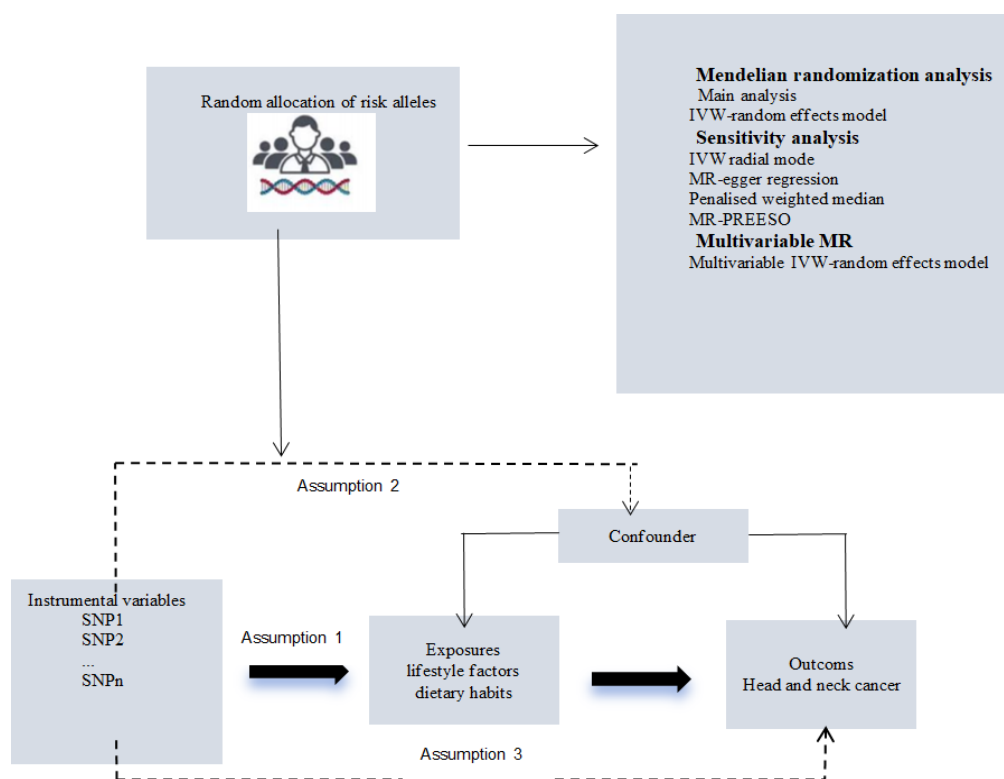 Random allocation of risk alleles
Mendelian randomization analysis
Main analysis
IVW-random effects model
Sensitivity analysis
IVW radial mode
MR-egger regression
Penalised weighted median
MR-PREESO
Multivariable MR
Multivariable IVW-random effects model
Assumption 2
Confounder
Instrumental variables
SNP1
SNP2
...
SNPn
Assumption 1
Exposures
lifestyle factors
dietary habits
Outcoms
Head and neck cancer
Assumption 3